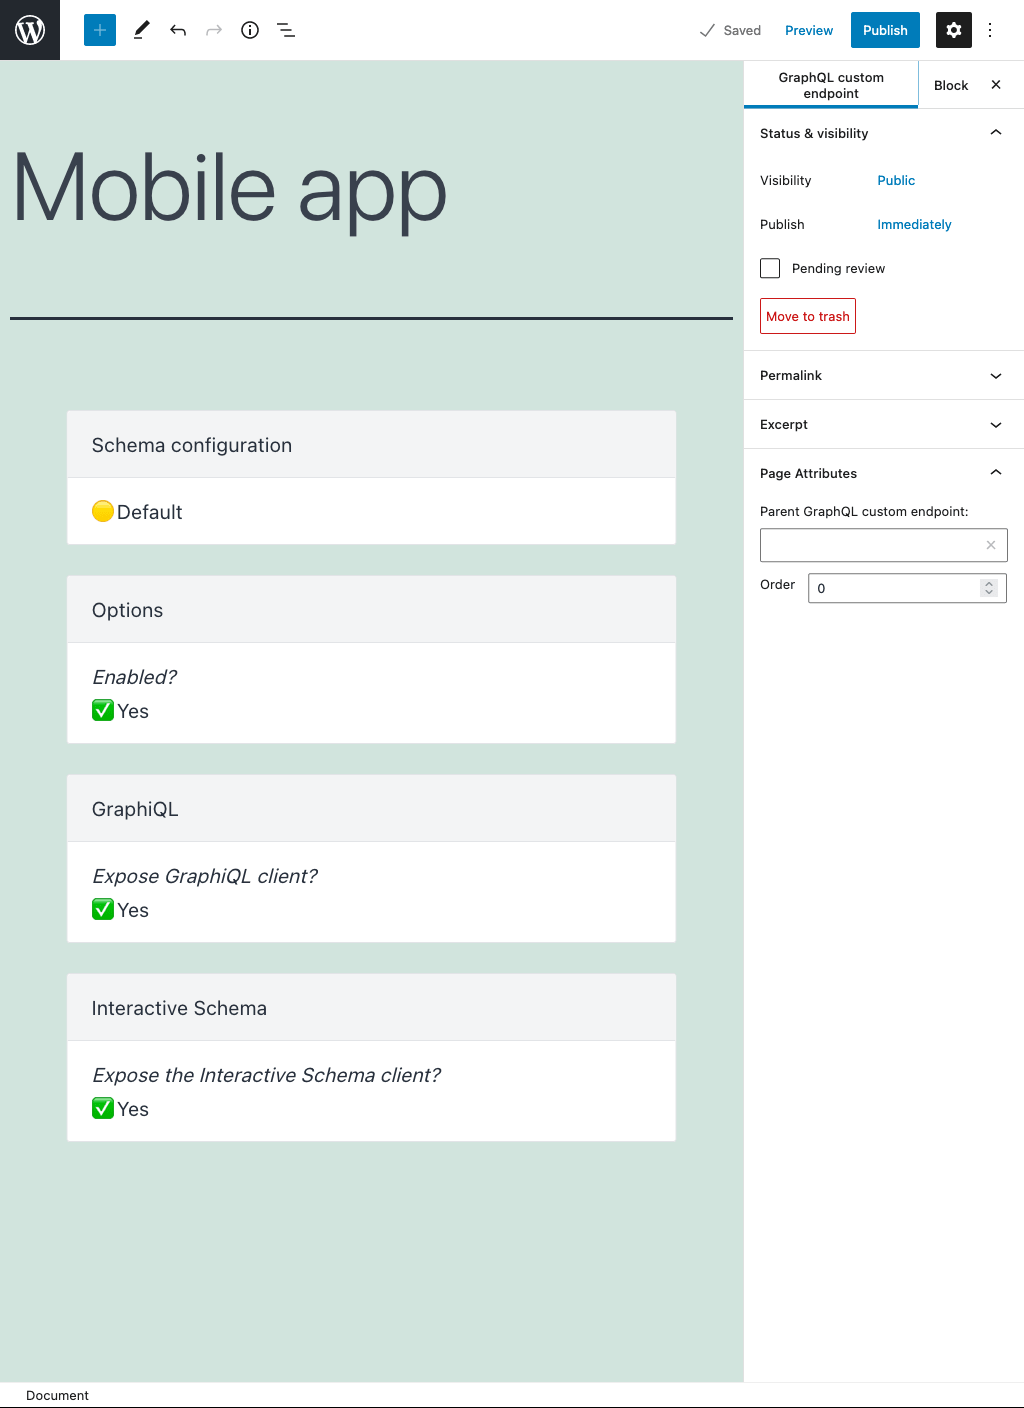 Saved Preview Publish
GraphQL custom
endpoint
Block
Mobile app
Schema configuration
Default
Options
Enabled?
Yes
GraphiQL
Expose GraphiQL client?
Yes
Interactive Schema
Expose the Interactive Schema client?
Yes
Status & visibility
Visibility Public
Publish Immediately
Pending review
Move to trash
Permalink
Excerpt
Page Attributes
Parent GraphQL custom endpoint:
Order 0
Document